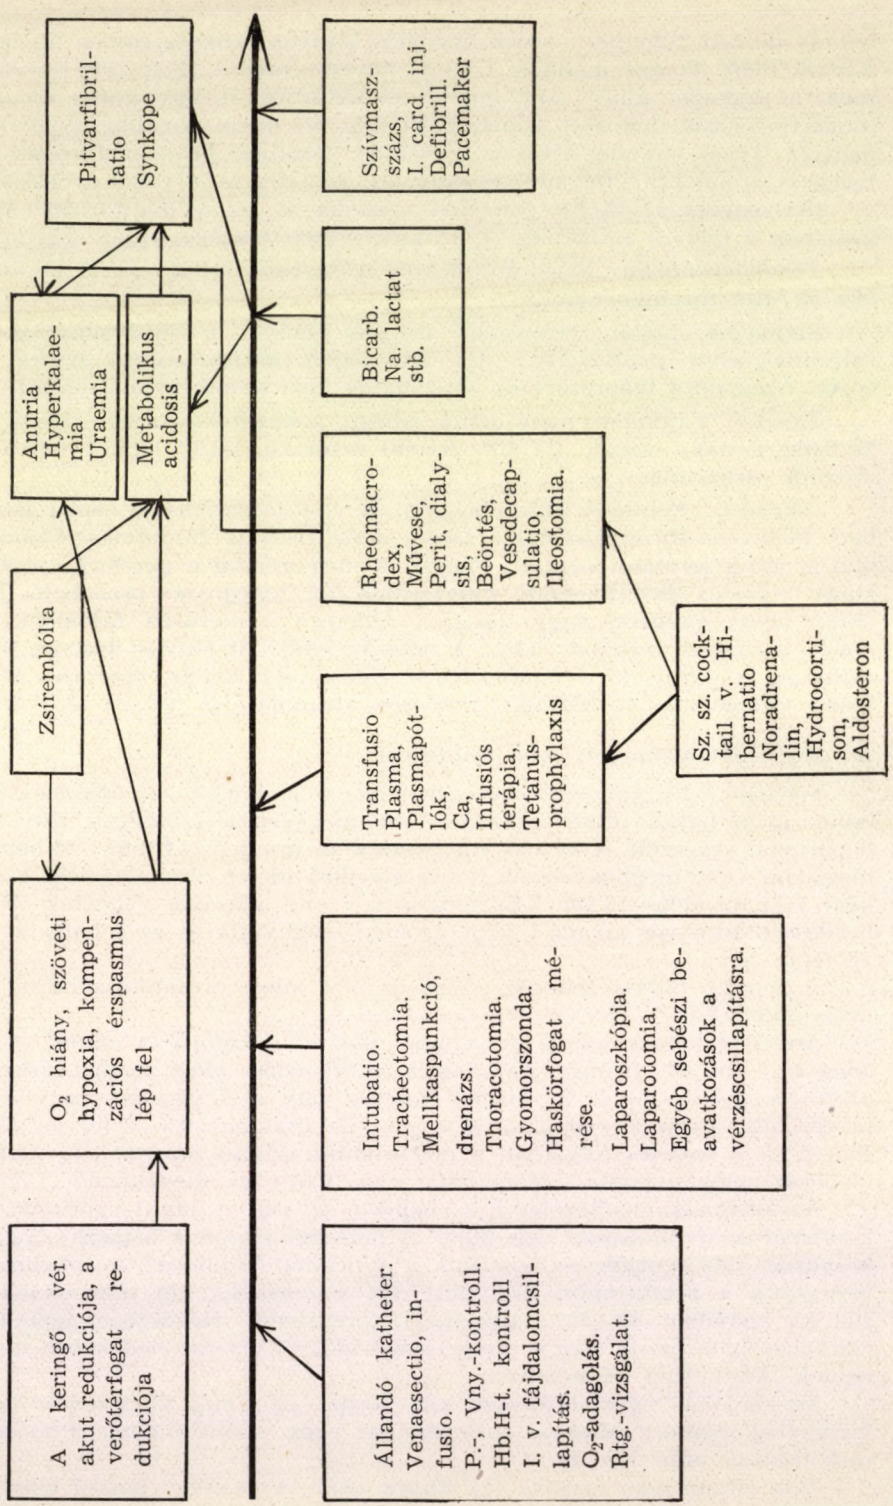 A keringő vér
akut redukciója, a
verőtérfogat re-
dukciója
O₂ hiány, szöveti
hypoxia, kompen-
zációs érspasmus
lép fel
Zsírembólia
Anuria
Hyperkalae-
mia
Uraemia
Metabolikus
acidosis
Pitvarfibril-
latio
Synkope
Állandó katheter.
Venaesectio, in-
fusio.
P.-, Vny.-kontroll.
Hb.H-t. kontroll
I. v. fájdalomcsil-
lapítás.
O₂-adagolás.
Rtg.-vizsgálat.
Intubatio.
Tracheotomia.
Mellkaspunkció,
drenázs.
Thoracotomia.
Gyomorszonda.
Haskörfogat mé-
rése.
Laparoszkópia.
Laparotomia.
Egyéb sebészi be-
avatkozások a
vérzéscsillapításra.
Transfusio
Plasma,
Plasmapót-
lók,
Ca,
Infusiós
terápia,
Tetánus-
prophylaxis
Rheomacro-
dex,
Művese,
Perit. dialy-
sis,
Beöntés,
Vesedecap-
sulatio,
Ileostomia.
Bicarb.
Na. lactat
stb.
Szívmasz-
százs,
I. card. inj.
Defibrill.
Pacemaker
Sz. sz. cock-
tail v. Hi-
bernatio
Noradrena-
lin,
Hydrocorti-
son,
Aldosteron